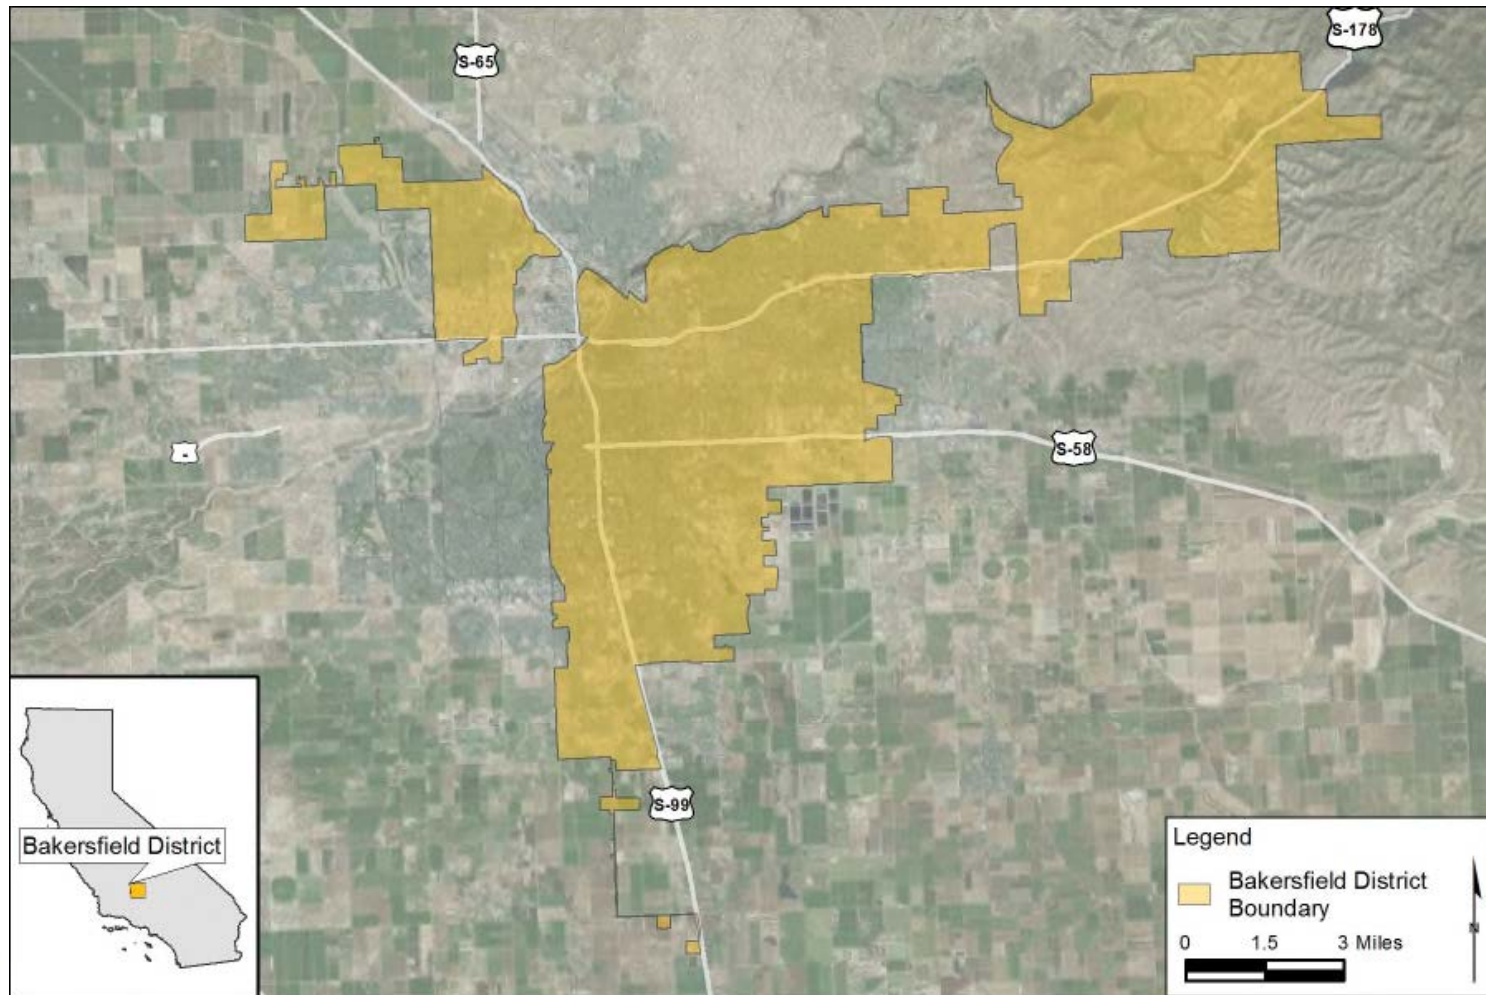 S-178
S-65
S-58
S-99
Bakersfield District
Legend
Bakersfield District
Boundary
0 1.5 3 Miles
N